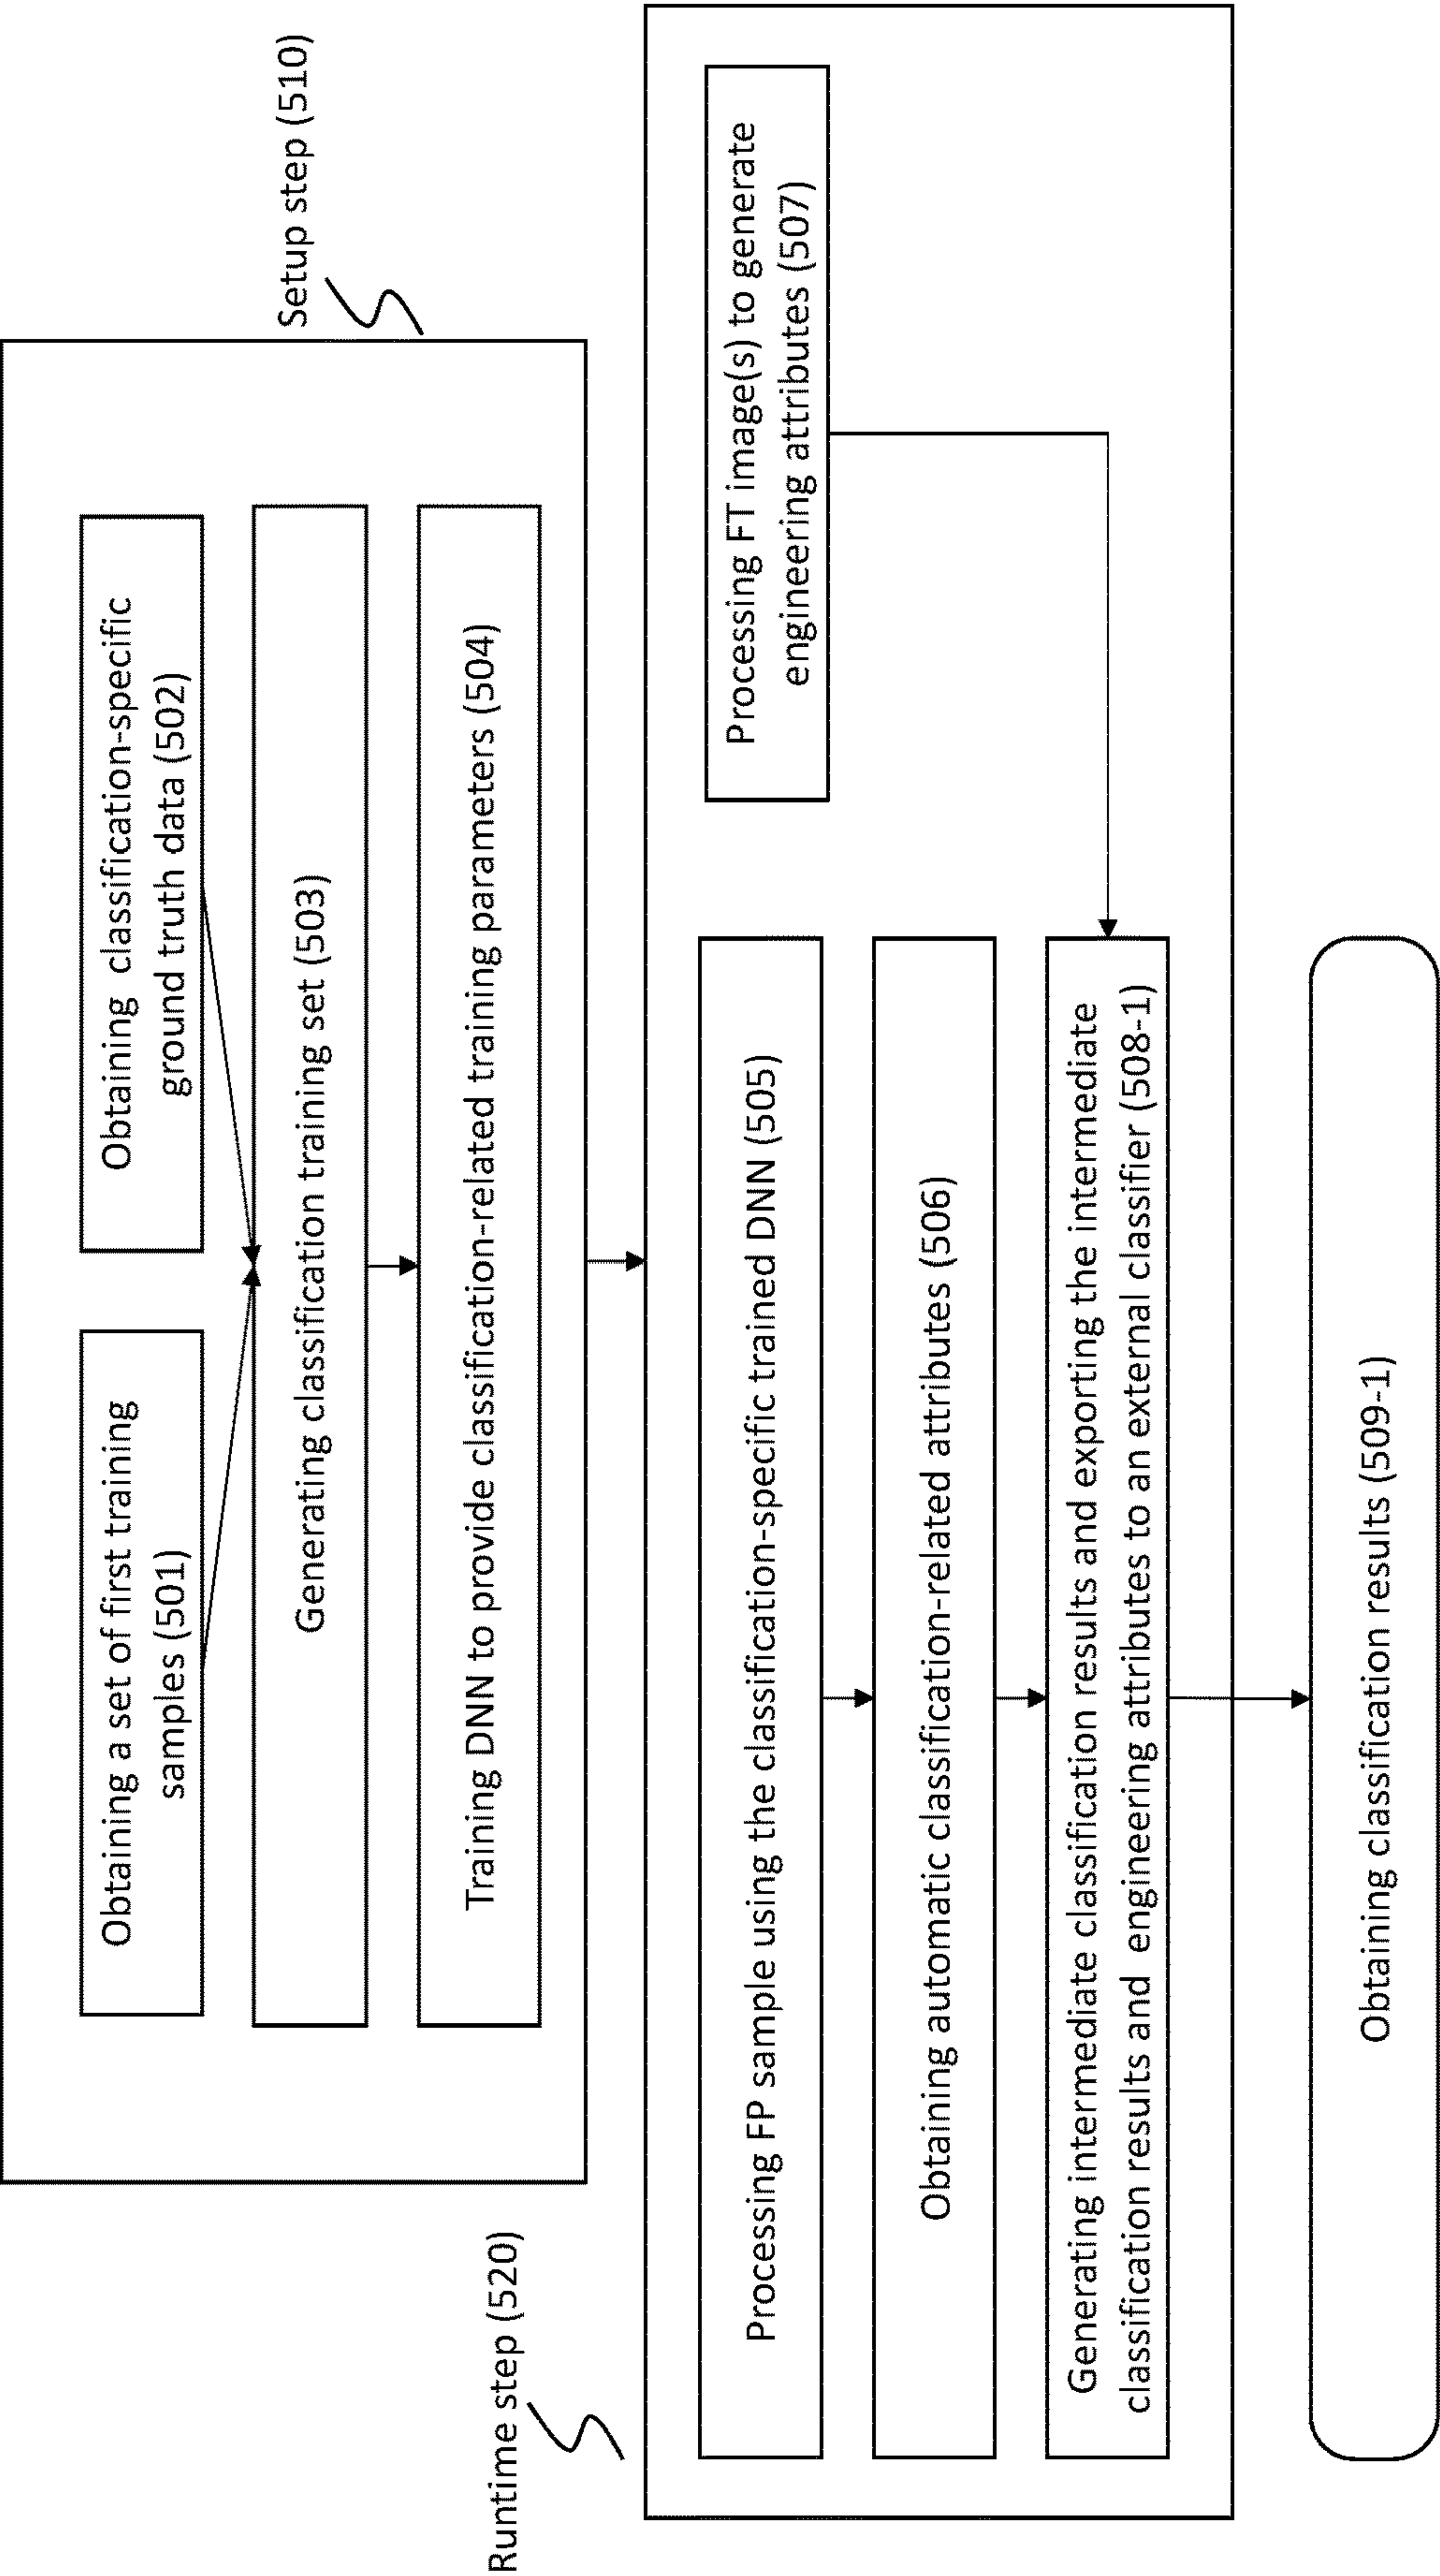 Setup step (510)
Obtaining a set of first training
samples (501)
Obtaining classification-specific
ground truth data (502)
Generating classification training set (503)
Training DNN to provide classification-related training parameters (504)
Runtime step (520)
Processing FP sample using the classification-specific trained DNN (505)
Processing FT image(s) to generate
engineering attributes (507)
Obtaining automatic classification-related attributes (506)
Generating intermediate classification results and exporting the intermediate
classification results and engineering attributes to an external classifier (508-1)
Obtaining classification results (509-1)